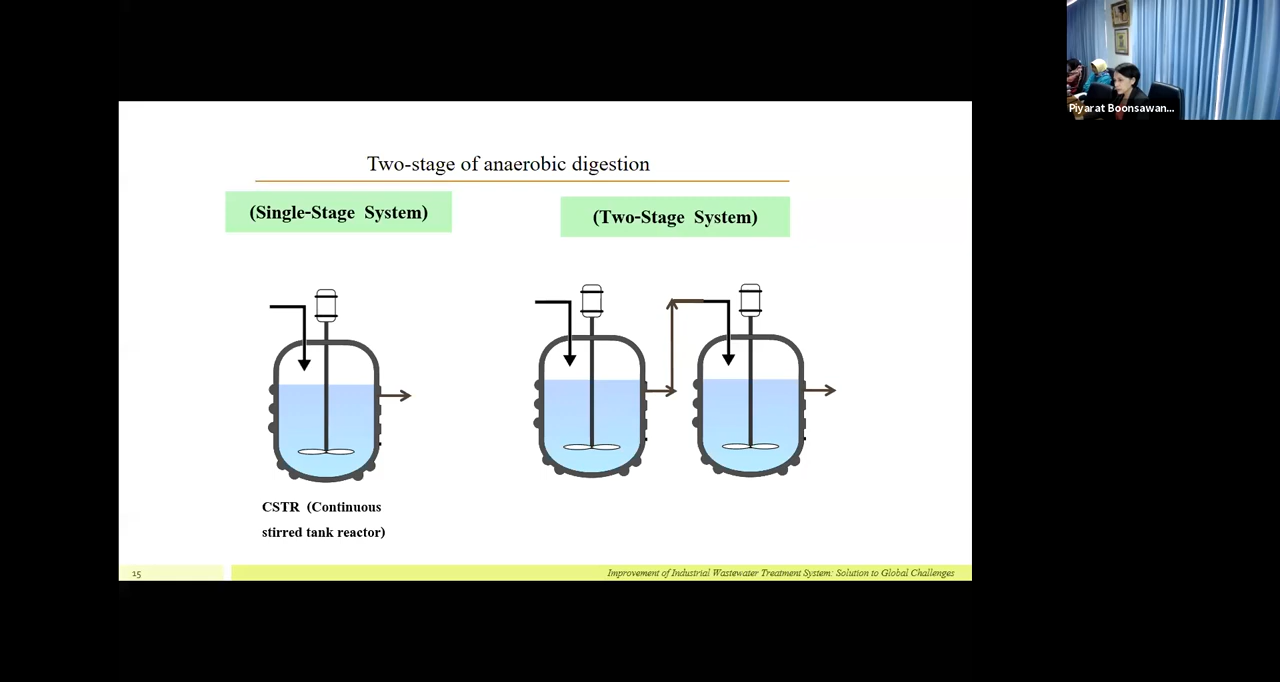 Piyarat Boonsawan...
Two-stage of anaerobic digestion
(Single-Stage System)
(Two-Stage System)
CSTR (Continuous
stirred tank reactor)
15
Improvement of Industrial Wastewater Treatment System: Solution to Global Challenges